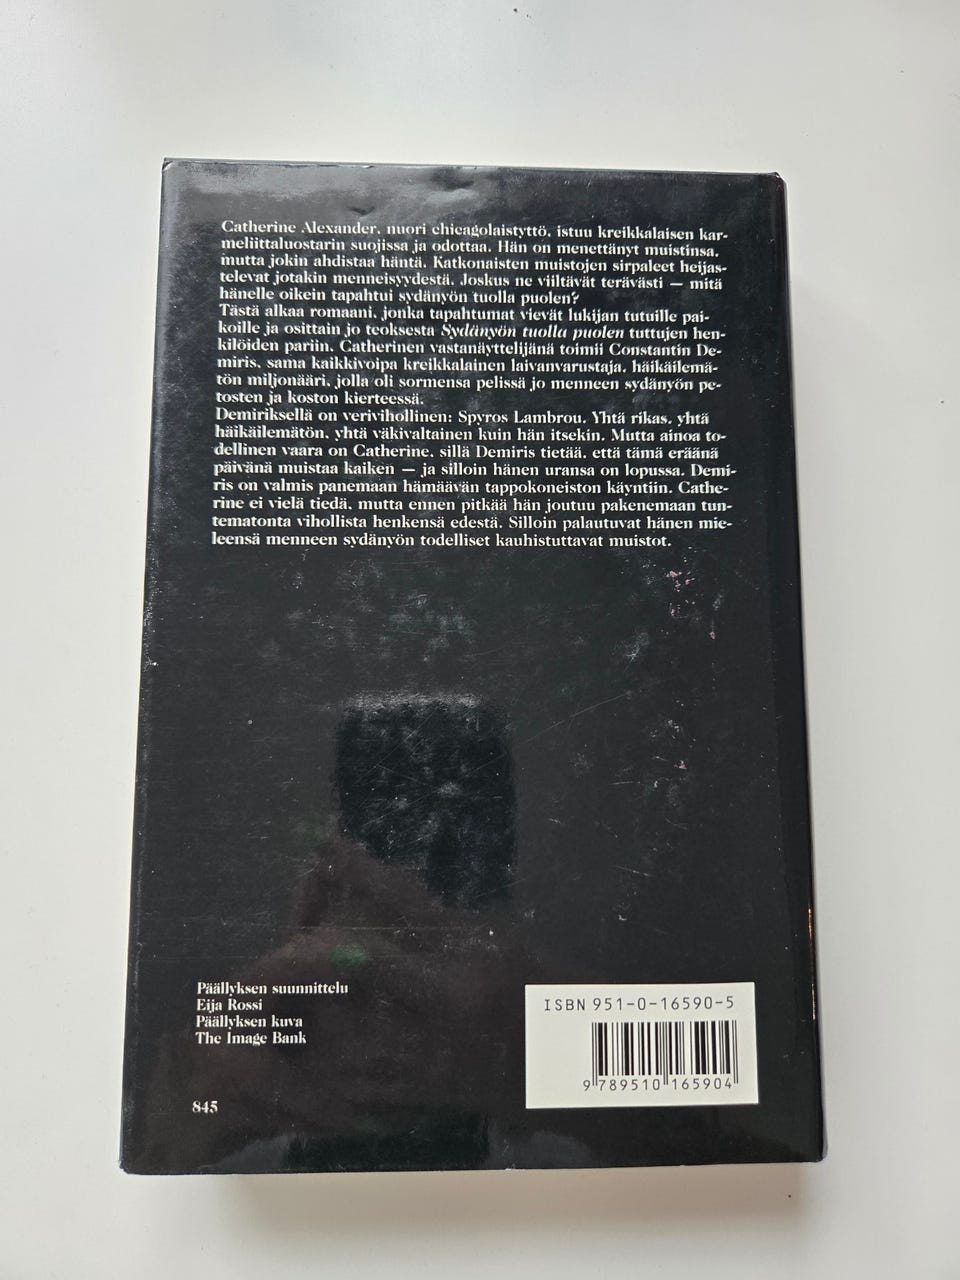 Catherine Alexander, nuori chicagolaistyttö, istuu kreikkalaisen kar-
meliittaluostarin suojissa ja odottaa. Hän on menettänyt muistinsa,
mutta jokin ahdistaa häntä. Katkonaisten muistojen sirpaleet heijas-
televat jotakin menneisyydestä. Joskus ne viiltävät terävästi — mitä
hänelle oikein tapahtui sydänyön tuolla puolen?
Tästä alkaa romaani, jonka tapahtumat vievät lukijan tutuille pai-
koille ja osittain jo teoksesta Sydänyön tuolla puolen tuttujen hen-
kilöiden pariin. Catherinen vastanäyttelijänä toimii Constantin De-
miris, sama kaikkivoipa kreikkalainen laivanvarustaja, häikäilemä-
tön miljonääri, jolla oli sormensa pelissä jo menneen sydänyön pe-
tosten ja koston kierteessä.
Demiriksellä on verivihollinen: Spyros Lambrou. Yhtä rikas, yhtä
häikäilemätön, yhtä väkivaltainen kuin hän itsekin. Mutta ainoa to-
dellinen vaara on Catherine, sillä Demiris tietää, että tämä eräänä
päivänä muistaa kaiken — ja silloin hänen uransa on lopussa. Demi-
ris on valmis panemaan hämäävän tappokoneiston käyntiin. Cathe-
rine ei vielä tiedä, mutta ennen pitkää hän joutuu pakenemaan tun-
tematonta vihollista henkensä edestä. Silloin palautuvat hänen mie-
leensä menneen sydänyön todelliset kauhistuttavat muistot.
Päällyksen suunnittelu
Eija Rossi
Päällyksen kuva
The Image Bank
845
ISBN 951-0-16590-5
9 789510 165904